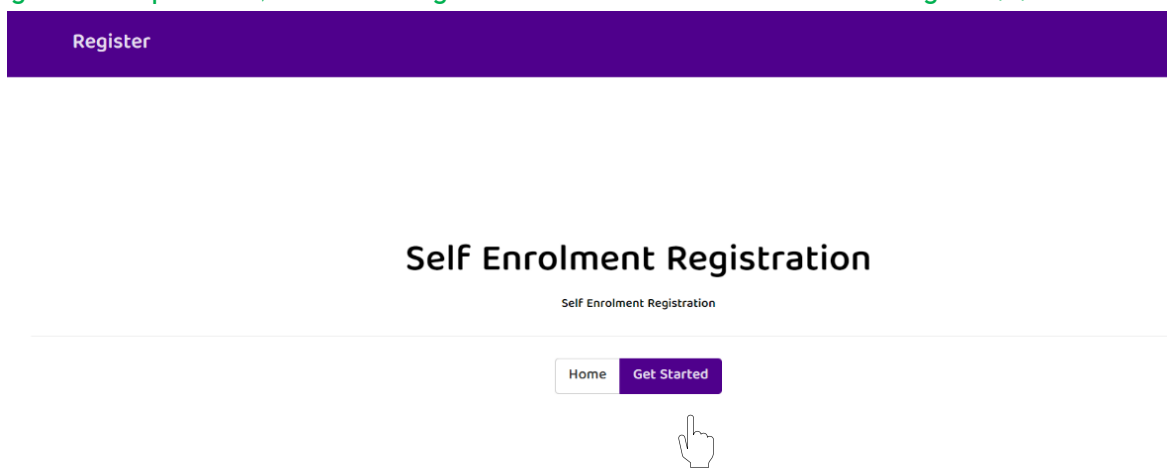 Register
Self Enrolment Registration
Self Enrolment Registration
Home Get Started